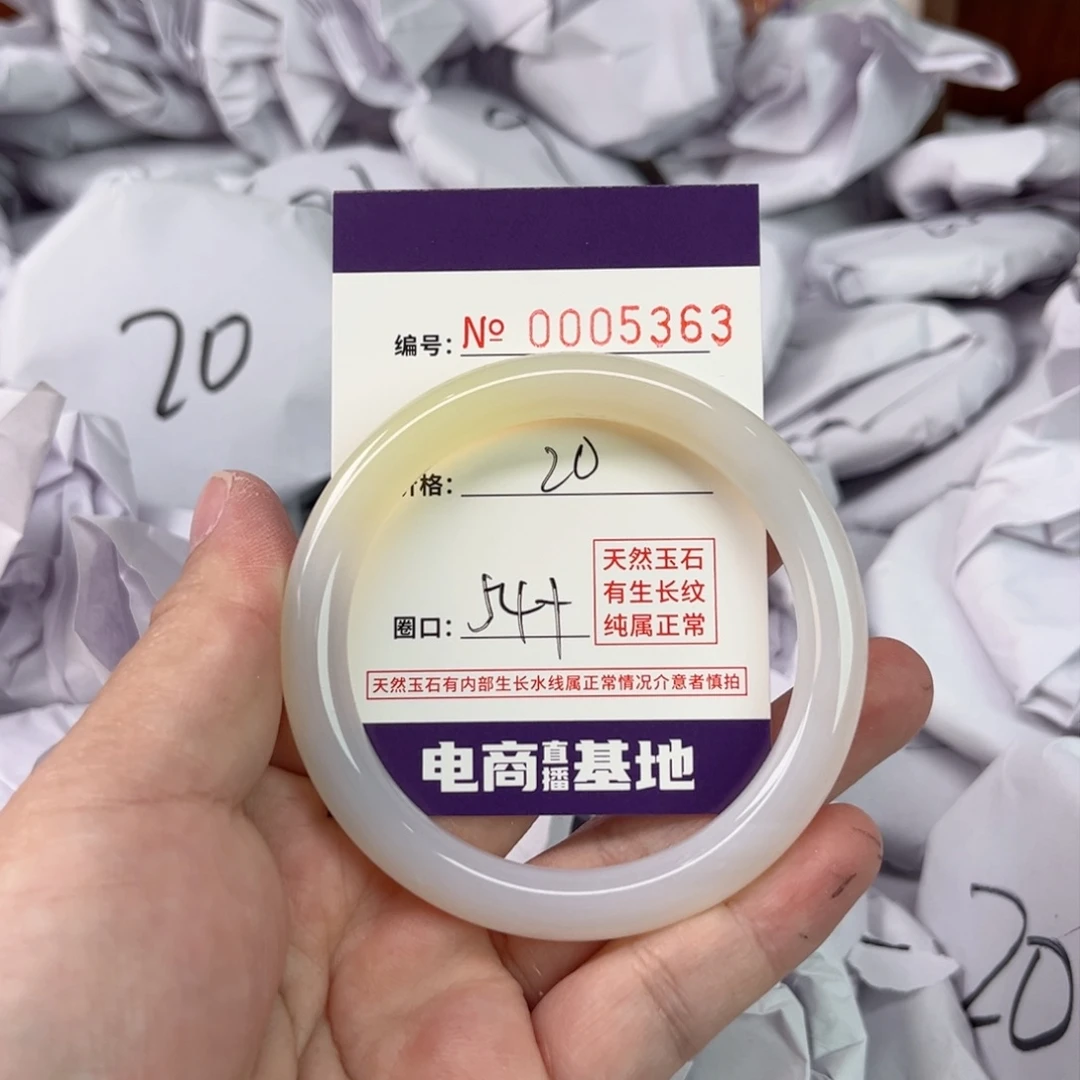 编号: № 0005363
20
格: 20
天然玉石
有生长纹
圈口: 54+
纯属正常
天然玉石有内部生长水线属正常情况介意者慎拍
电商直播基地
20